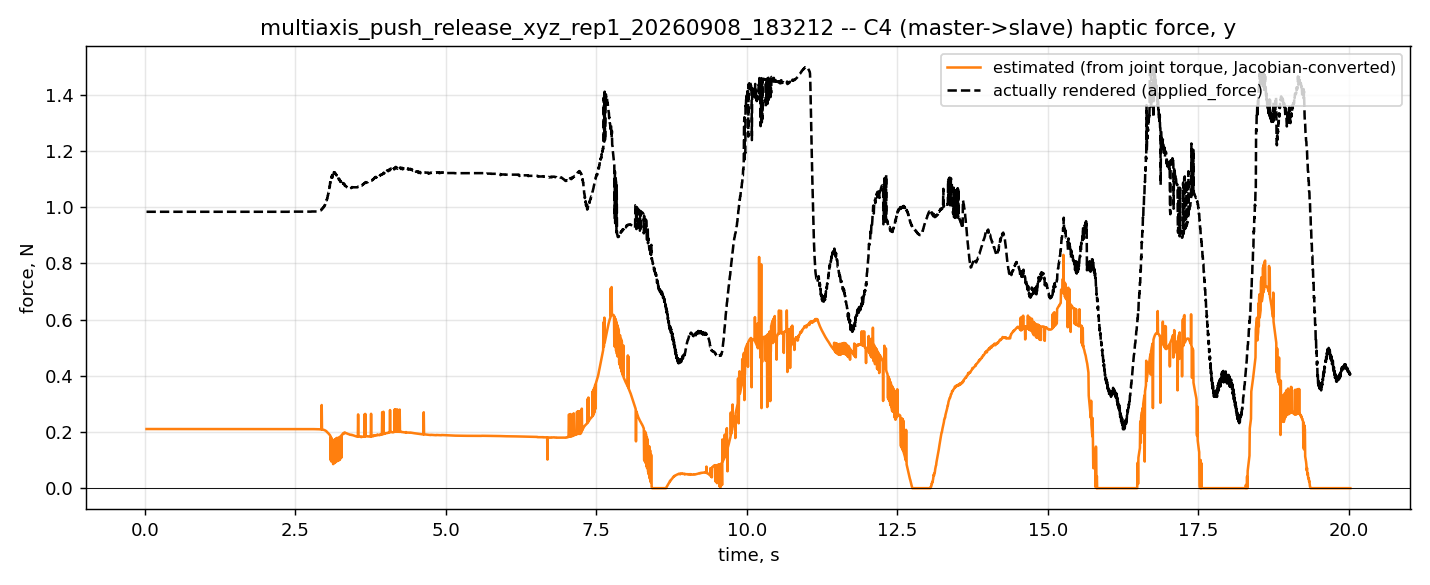 multiaxis_push_release_xyz_rep1_20260908_183212 -- C4 (master->slave) haptic force, y
estimated (from joint torque, Jacobian-converted)
actually rendered (applied_force)
force, N
1.4
1.2
1.0
0.8
0.6
0.4
0.2
0.0
0.0 2.5 5.0 7.5 10.0 12.5 15.0 17.5 20.0
time, s